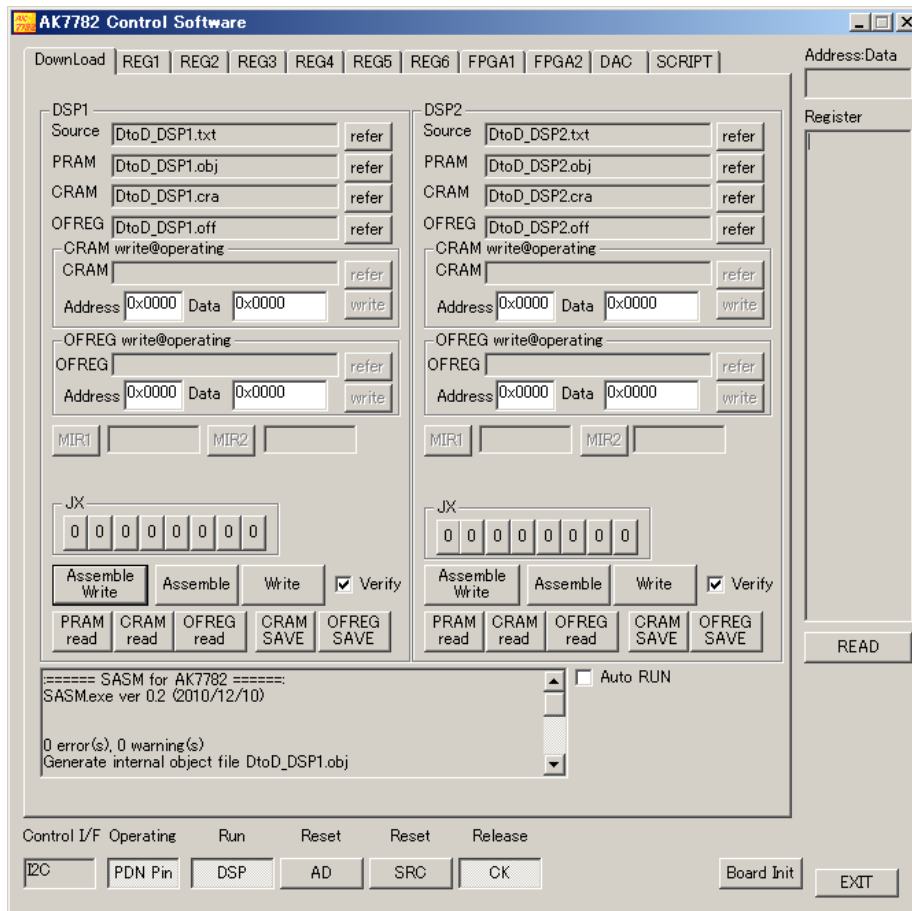 AK-7782 AK7782 Control Software
DownLoad REG1 REG2 REG3 REG4 REG5 REG6 FPGA1 FPGA2 DAC SCRIPT
Address:Data
Register
DSP1
Source DtoD_DSP1.txt refer
PRAM DtoD_DSP1.obj refer
CRAM DtoD_DSP1.cra refer
OFREG DtoD_DSP1.off refer
CRAM write@operating
CRAM refer
Address 0x0000 Data 0x0000 write
OFREG write@operating
OFREG refer
Address 0x0000 Data 0x0000 write
MIR1 MIR2
JX
0 0 0 0 0 0 0 0
Assemble Write Assemble Write Verify
PRAM read CRAM read OFREG read CRAM SAVE OFREG SAVE
DSP2
Source DtoD_DSP2.txt refer
PRAM DtoD_DSP2.obj refer
CRAM DtoD_DSP2.cra refer
OFREG DtoD_DSP2.off refer
CRAM write@operating
CRAM refer
Address 0x0000 Data 0x0000 write
OFREG write@operating
OFREG refer
Address 0x0000 Data 0x0000 write
MIR1 MIR2
JX
0 0 0 0 0 0 0 0
Assemble Write Assemble Write Verify
PRAM read CRAM read OFREG read CRAM SAVE OFREG SAVE
READ
:====== SASM for AK7782 ======:
SASM.exe ver 0.2 (2010/12/10)
0 error(s), 0 warning(s)
Generate internal object file DtoD_DSP1.obj
Auto RUN
Control I/F Operating Run Reset Reset Release
I2C PDN Pin DSP AD SRC CK Board Init EXIT